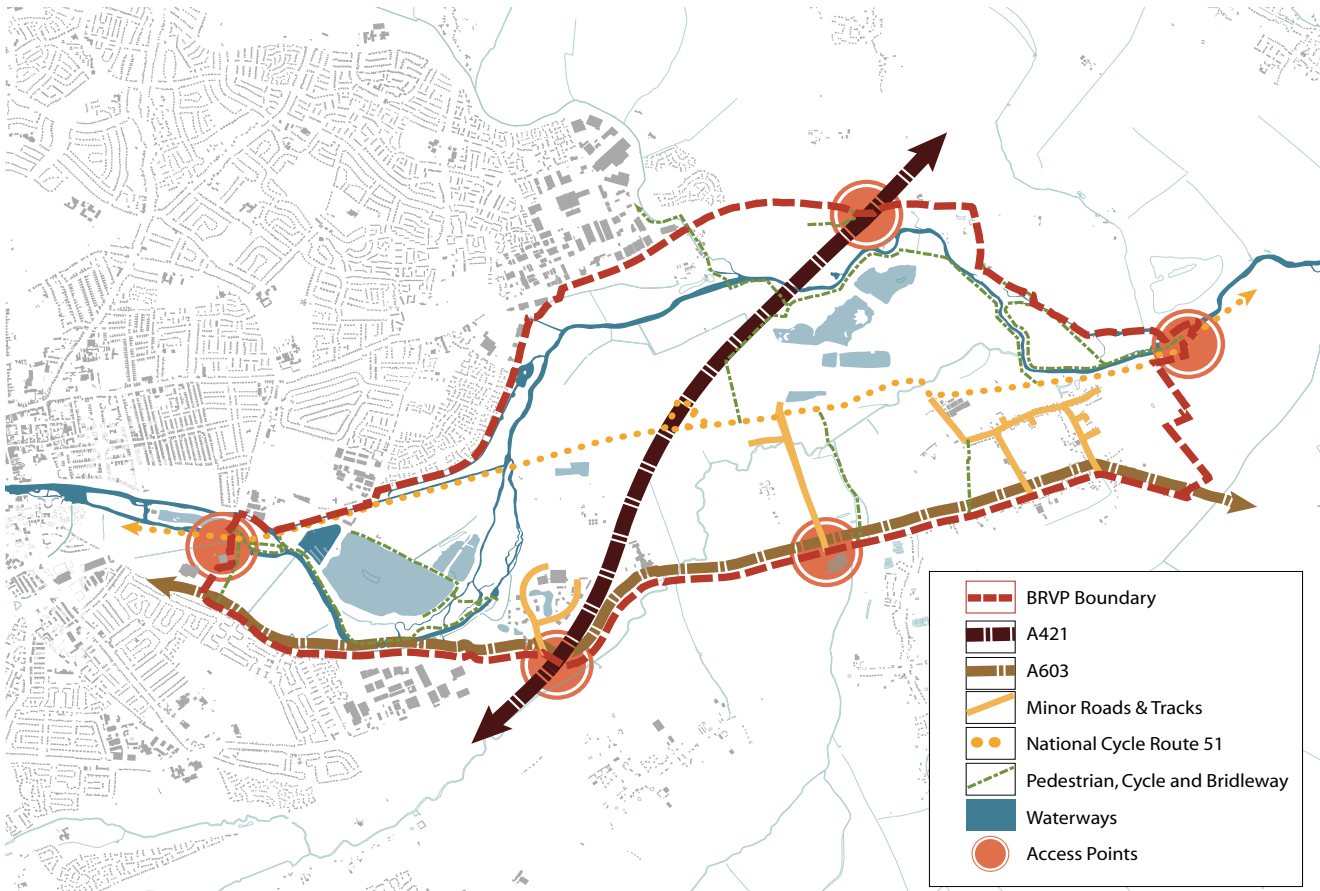 BRVP Boundary
A421
A603
Minor Roads & Tracks
National Cycle Route 51
Pedestrian, Cycle and Bridleway
Waterways
Access Points